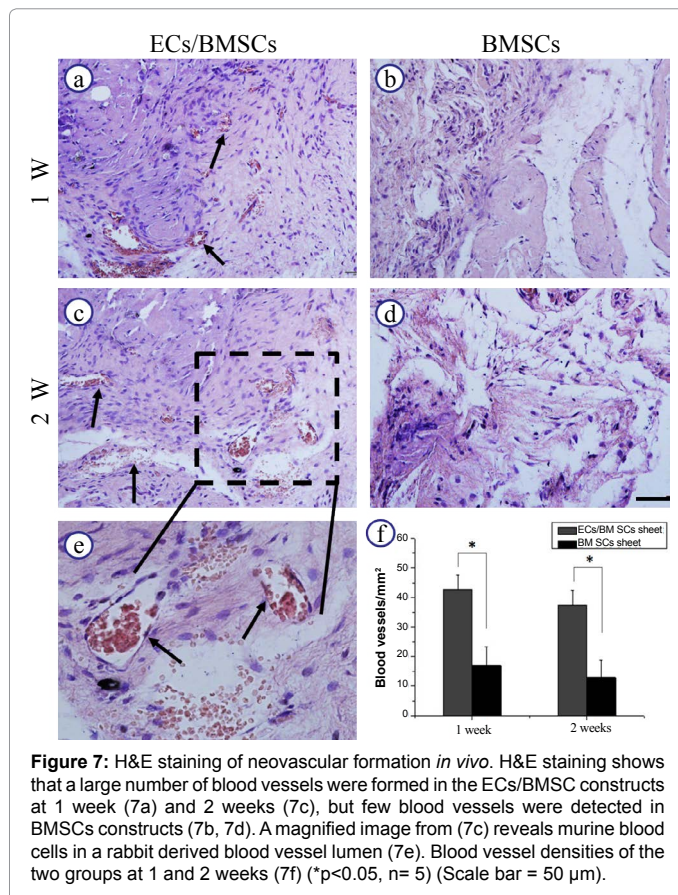 ECs/BMSCs
BMSCs
1 W
a
b
2 W
c
d
e
f
ECs/BM SCs sheet
BM SCs sheet
Blood vessels/mm²
60
50
40
30
20
10
0
*
*
1 week
2 weeks
Figure 7: H&E staining of neovascular formation in vivo. H&E staining shows
that a large number of blood vessels were formed in the ECs/BMSC constructs
at 1 week (7a) and 2 weeks (7c), but few blood vessels were detected in
BMSCs constructs (7b, 7d). A magnified image from (7c) reveals murine blood
cells in a rabbit derived blood vessel lumen (7e). Blood vessel densities of the
two groups at 1 and 2 weeks (7f) (*p<0.05, n= 5) (Scale bar = 50 µm).